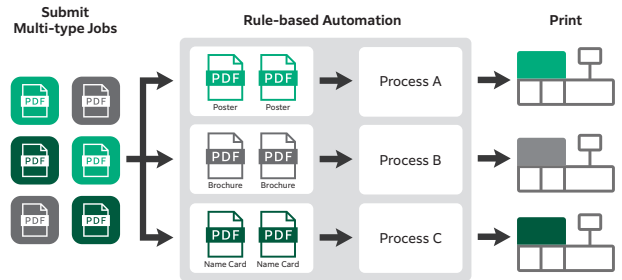 Submit
Multi-type Jobs
Rule-based Automation
Print
PDF
PDF
PDF
PDF
PDF
PDF
PDF
PDF
Poster
Poster
Process A
PDF
PDF
Brochure
Brochure
Process B
PDF
PDF
Name Card
Name Card
Process C